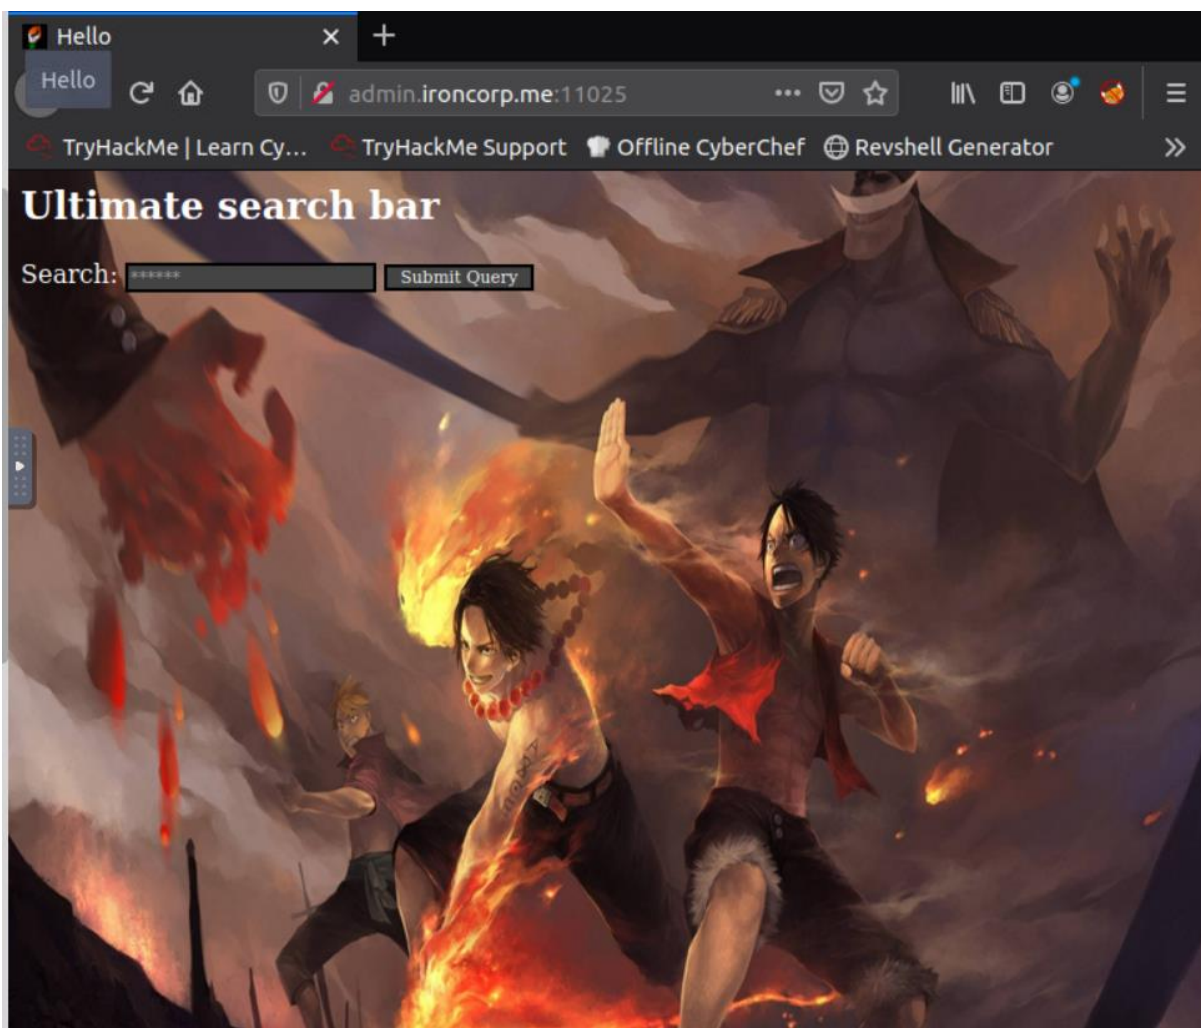 Hello
Hello
admin.ironcorp.me:11025
TryHackMe | Learn Cy...
TryHackMe Support
Offline CyberChef
Revshell Generator
Ultimate search bar
Search: ******
Submit Query